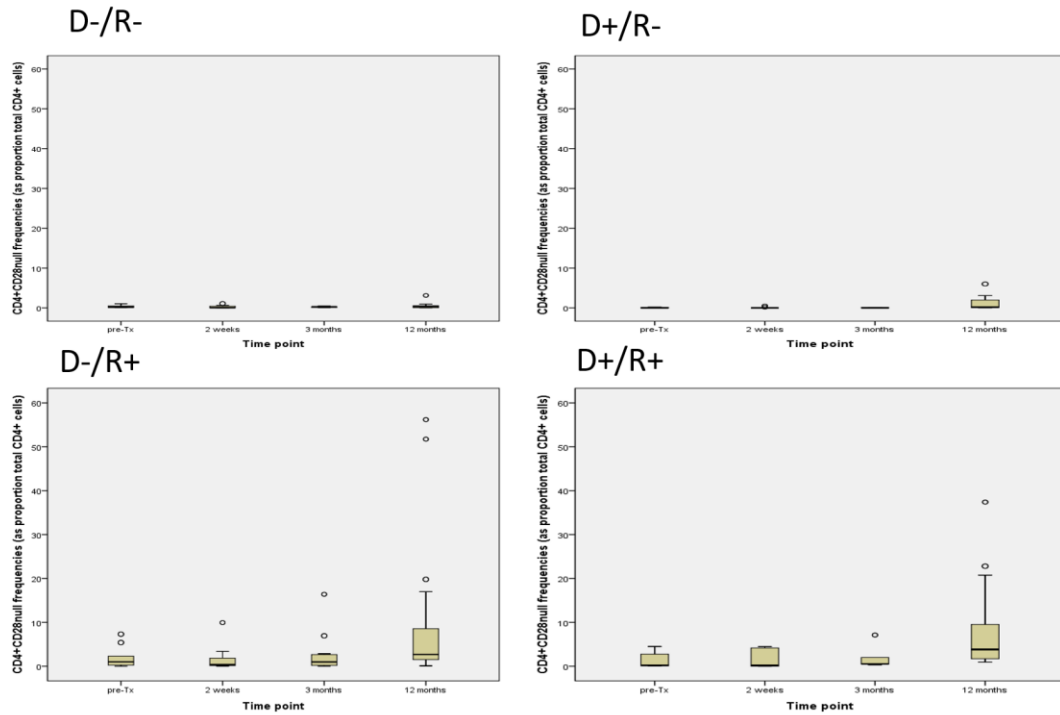 D-/R-
CD4+CD28null frequencies (as proportion total CD4+ cells)
60
50
40
30
20
10
0
pre-Tx 2 weeks 3 months 12 months
Time point
D+/R-
CD4+CD28null frequencies (as proportion total CD4+ cells)
60
50
40
30
20
10
0
pre-Tx 2 weeks 3 months 12 months
Time point
D-/R+
CD4+CD28null frequencies (as proportion total CD4+ cells)
60
50
40
30
20
10
0
pre-Tx 2 weeks 3 months 12 months
Time point
D+/R+
CD4+CD28null frequencies (as proportion total CD4+ cells)
60
50
40
30
20
10
0
pre-Tx 2 weeks 3 months 12 months
Time point